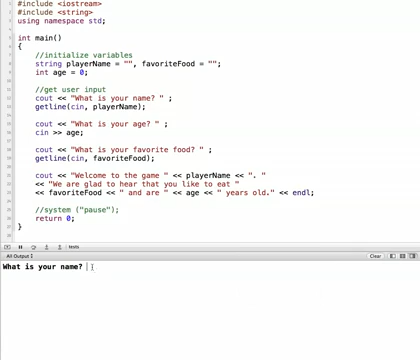 #include <iostream>
#include <string>
using namespace std;
int main()
{
//initialize variables
string playerName = "", favoriteFood = "";
int age = 0;
//get user input
cout << "What is your name? " ;
getline(cin, playerName);
cout << "What is your age? " ;
cin >> age;
cout << "What is your favorite food? " ;
getline(cin, favoriteFood);
cout << "Welcome to the game " << playerName << ". "
<< "We are glad to hear that you like to eat "
<< favoriteFood << " and are " << age << " years old." << endl;
//system ("pause");
return 0;
}
tests
All Output
Clear
What is your name?